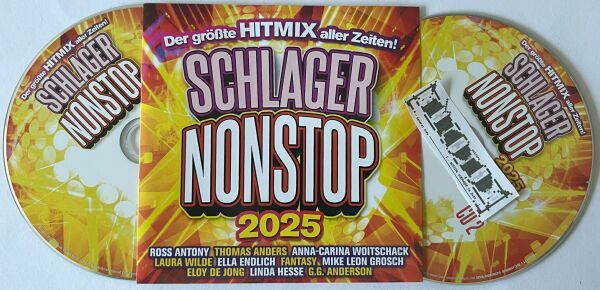 Der größte HITMIX aller Zeiten!
SCHLAGER
NONSTOP
Der größte HITMIX aller Zeiten!
SCHLAGER
NONSTOP
2025
ROSS ANTONY THOMAS ANDERS ANNA-CARINA WOITSCHACK
LAURA WILDE ELLA ENDLICH FANTASY MIKE LEON GROSCH
ELOY DE JONG LINDA HESSE G.G. ANDERSON
Der größte HITMIX aller Zeiten!
SCHLAGER
NONSTOP
2025
CD 2